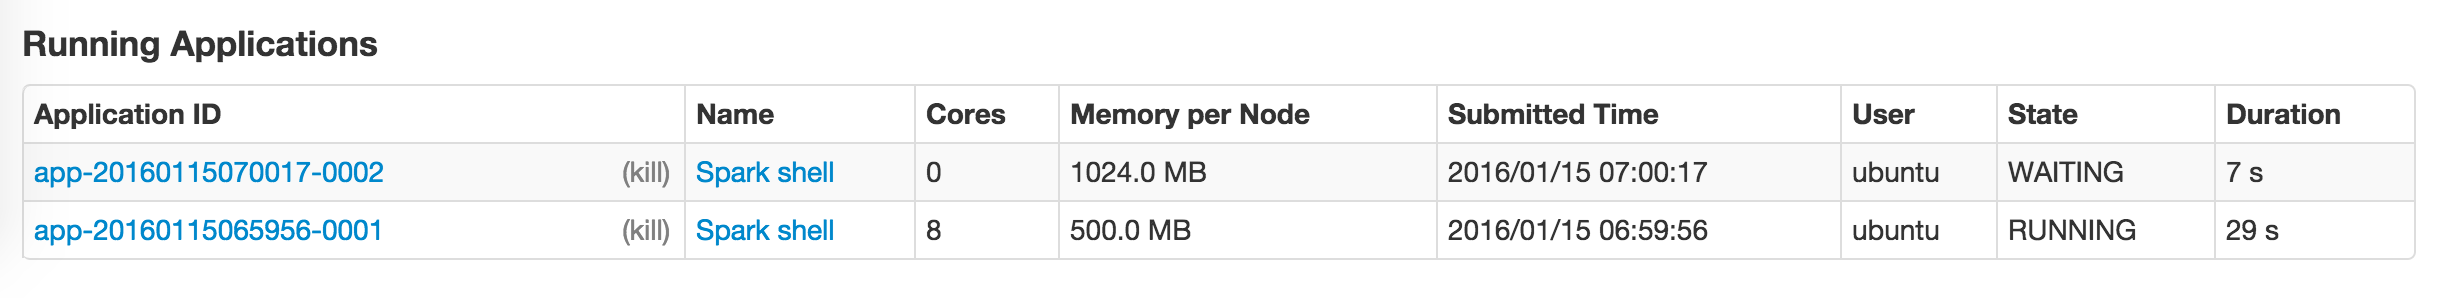 Running Applications
Application ID Name Cores Memory per Node Submitted Time User State Duration
app-20160115070017-0002 (kill) Spark shell 0 1024.0 MB 2016/01/15 07:00:17 ubuntu WAITING 7 s
app-20160115065956-0001 (kill) Spark shell 8 500.0 MB 2016/01/15 06:59:56 ubuntu RUNNING 29 s